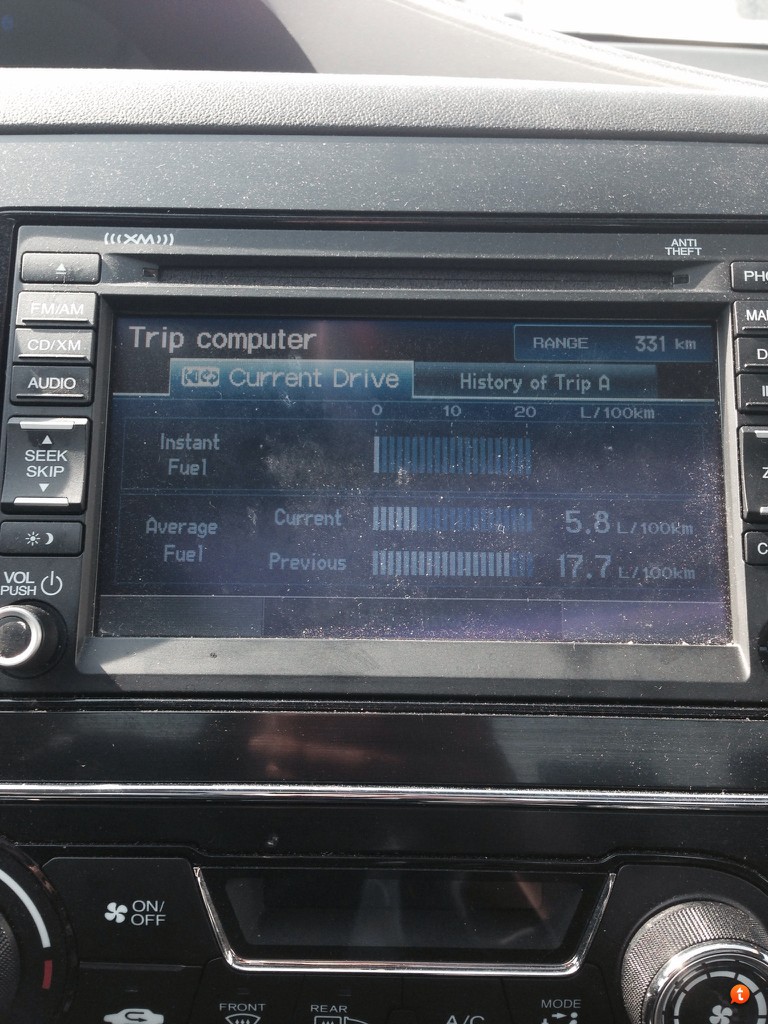 (((XM)))
ANTI
THEFT
FM/AM
CD/XM
AUDIO
SEEK
SKIP
VOL
PUSH
Trip computer
RANGE 331 km
Current Drive
History of Trip A
0 10 20 L/100km
Instant
Fuel
Average
Fuel
Current 5.8 L/100km
Previous 17.7 L/100km
PHO
MA
D
Z
C
ON/
OFF
FRONT
REAR
A/C
MODE
t